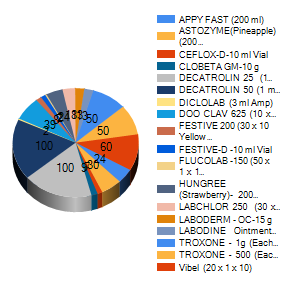 APPY FAST (200 ml)
ASTOZYME(Pineapple)
(200...
CEFLOX-D-10 ml Vial
CLOBETA GM-10 g
DECATROLIN 25 (1...
DECATROLIN 50 (1 m...
DICLOLAB (3 ml Amp)
DOO CLAV 625 (10 x...
FESTIVE 200 (30 x 10
Yellow...
FESTIVE-D -10 ml Vial
FLUCOLAB -150 (50 x
1 x 1...
HUNGREE
(Strawberry)- 200...
LABCHLOR 250 (30 x...
LABODERM - OC-15 g
LABODINE Ointment...
TROXONE - 1g (Each...
TROXONE - 500 (Eac...
Vibel (20 x 1 x 10)
50
50
60
24
30
100
100